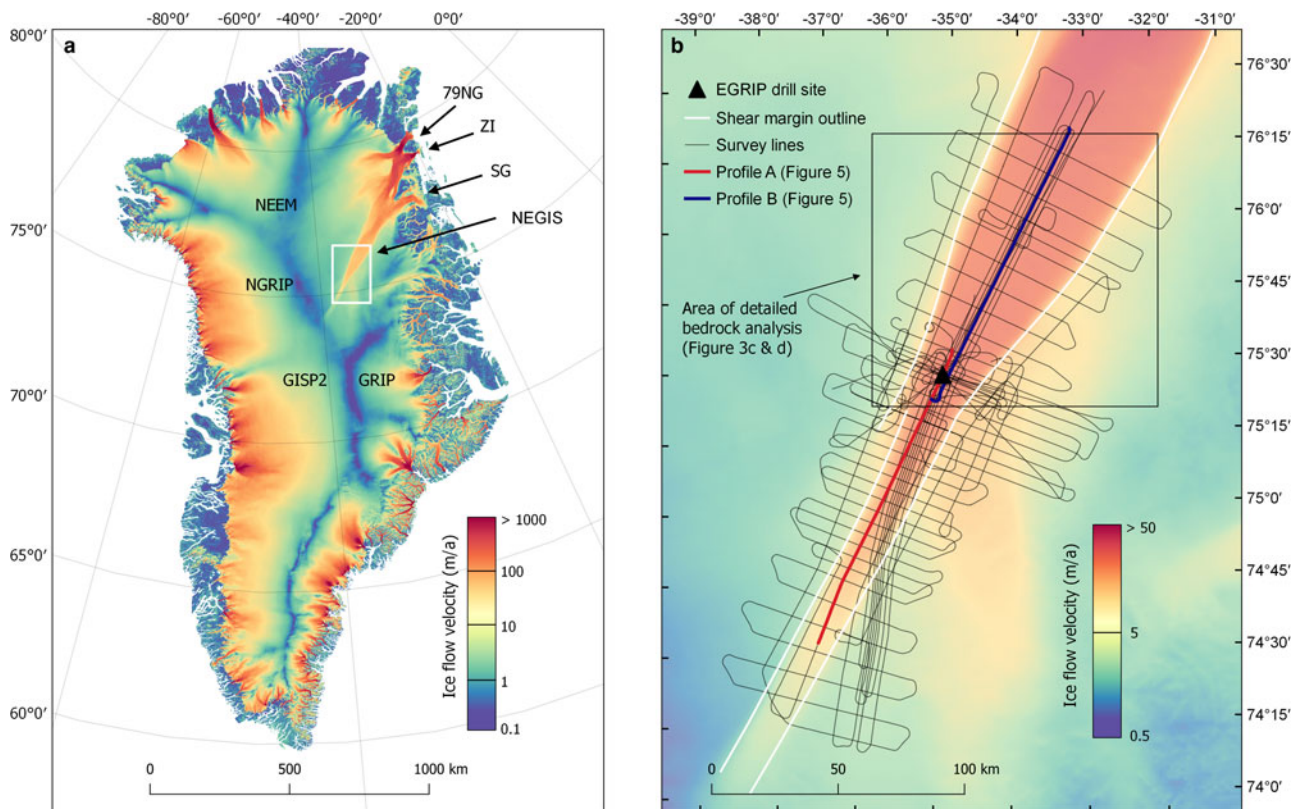 -80°0′ -60°0′ -40°0′ -20°0′ 0°0′
80°0′
75°0′
70°0′
65°0′
60°0′
a
79NG
ZI
SG
NEGIS
NEEM
NGRIP
GISP2 GRIP
Ice flow velocity (m/a)
> 1000
100
10
1
0.1
0 500 1000 km
-39°0′ -38°0′ -37°0′ -36°0′ -35°0′ -34°0′ -33°0′ -32°0′ -31°0′
b
EGRIP drill site
Shear margin outline
Survey lines
Profile A (Figure 5)
Profile B (Figure 5)
Area of detailed
bedrock analysis
(Figure 3c & d)
76°30′
76°15′
76°0′
75°45′
75°30′
75°15′
75°0′
74°45′
74°30′
74°15′
74°0′
Ice flow velocity (m/a)
> 50
5
0.5
0 50 100 km